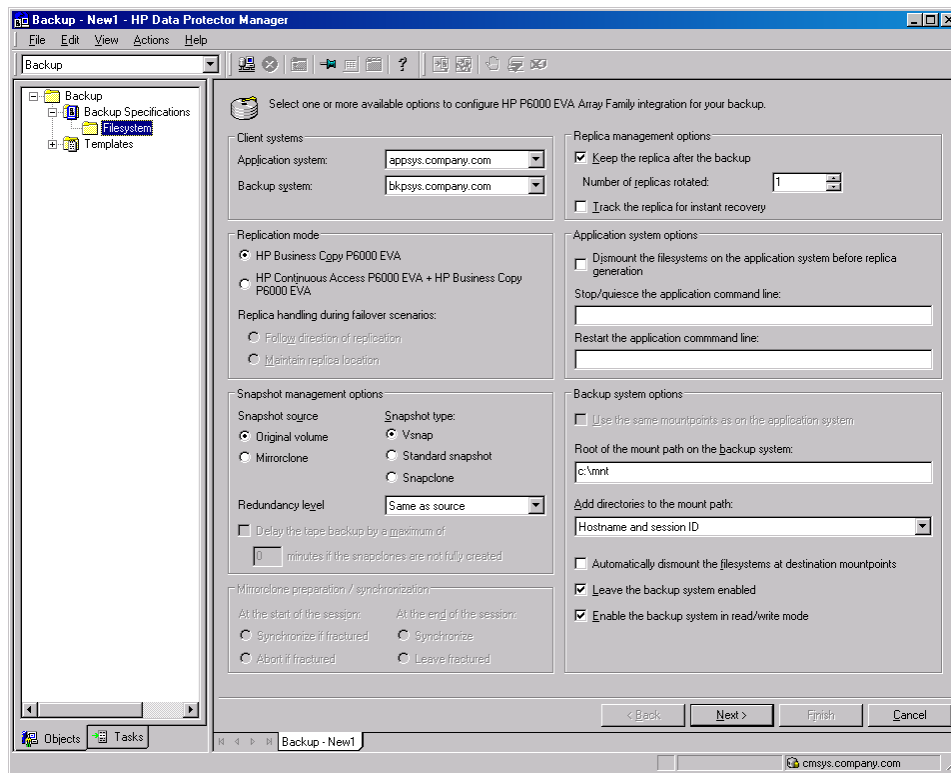 Backup - New1 - HP Data Protector Manager
File Edit View Actions Help
Backup
?
Backup
Backup Specifications
Filesystem
Templates
Select one or more available options to configure HP P6000 EVA Array Family integration for your backup.
Client systems
Application system: appsys.company.com
Backup system: bkpsys.company.com
Replica management options
Keep the replica after the backup
Number of replicas rotated: 1
Track the replica for instant recovery
Replication mode
HP Business Copy P6000 EVA
HP Continuous Access P6000 EVA + HP Business Copy
P6000 EVA
Replica handling during failover scenarios:
Follow direction of replication
Maintain replica location
Application system options
Dismount the filesystems on the application system before replica
generation
Stop/quiesce the application command line:
Restart the application commmand line:
Snapshot management options
Snapshot source
Original volume
Mirrorclone
Snapshot type:
Vsnap
Standard snapshot
Snapclone
Redundancy level Same as source
Delay the tape backup by a maximum of
0 minutes if the snapclones are not fully created
Backup system options
Use the same mountpoints as on the application system
Root of the mount path on the backup system:
c:\mnt
Add directories to the mount path:
Hostname and session ID
Automatically dismount the filesystems at destination mountpoints
Leave the backup system enabled
Enable the backup system in read/write mode
Mirrorclone preparation / synchronization
At the start of the session:
Synchronize if fractured
Abort if fractured
At the end of the session:
Synchronize
Leave fractured
< Back Next > Finish Cancel
Objects Tasks
Backup - New1
cmsys.company.com